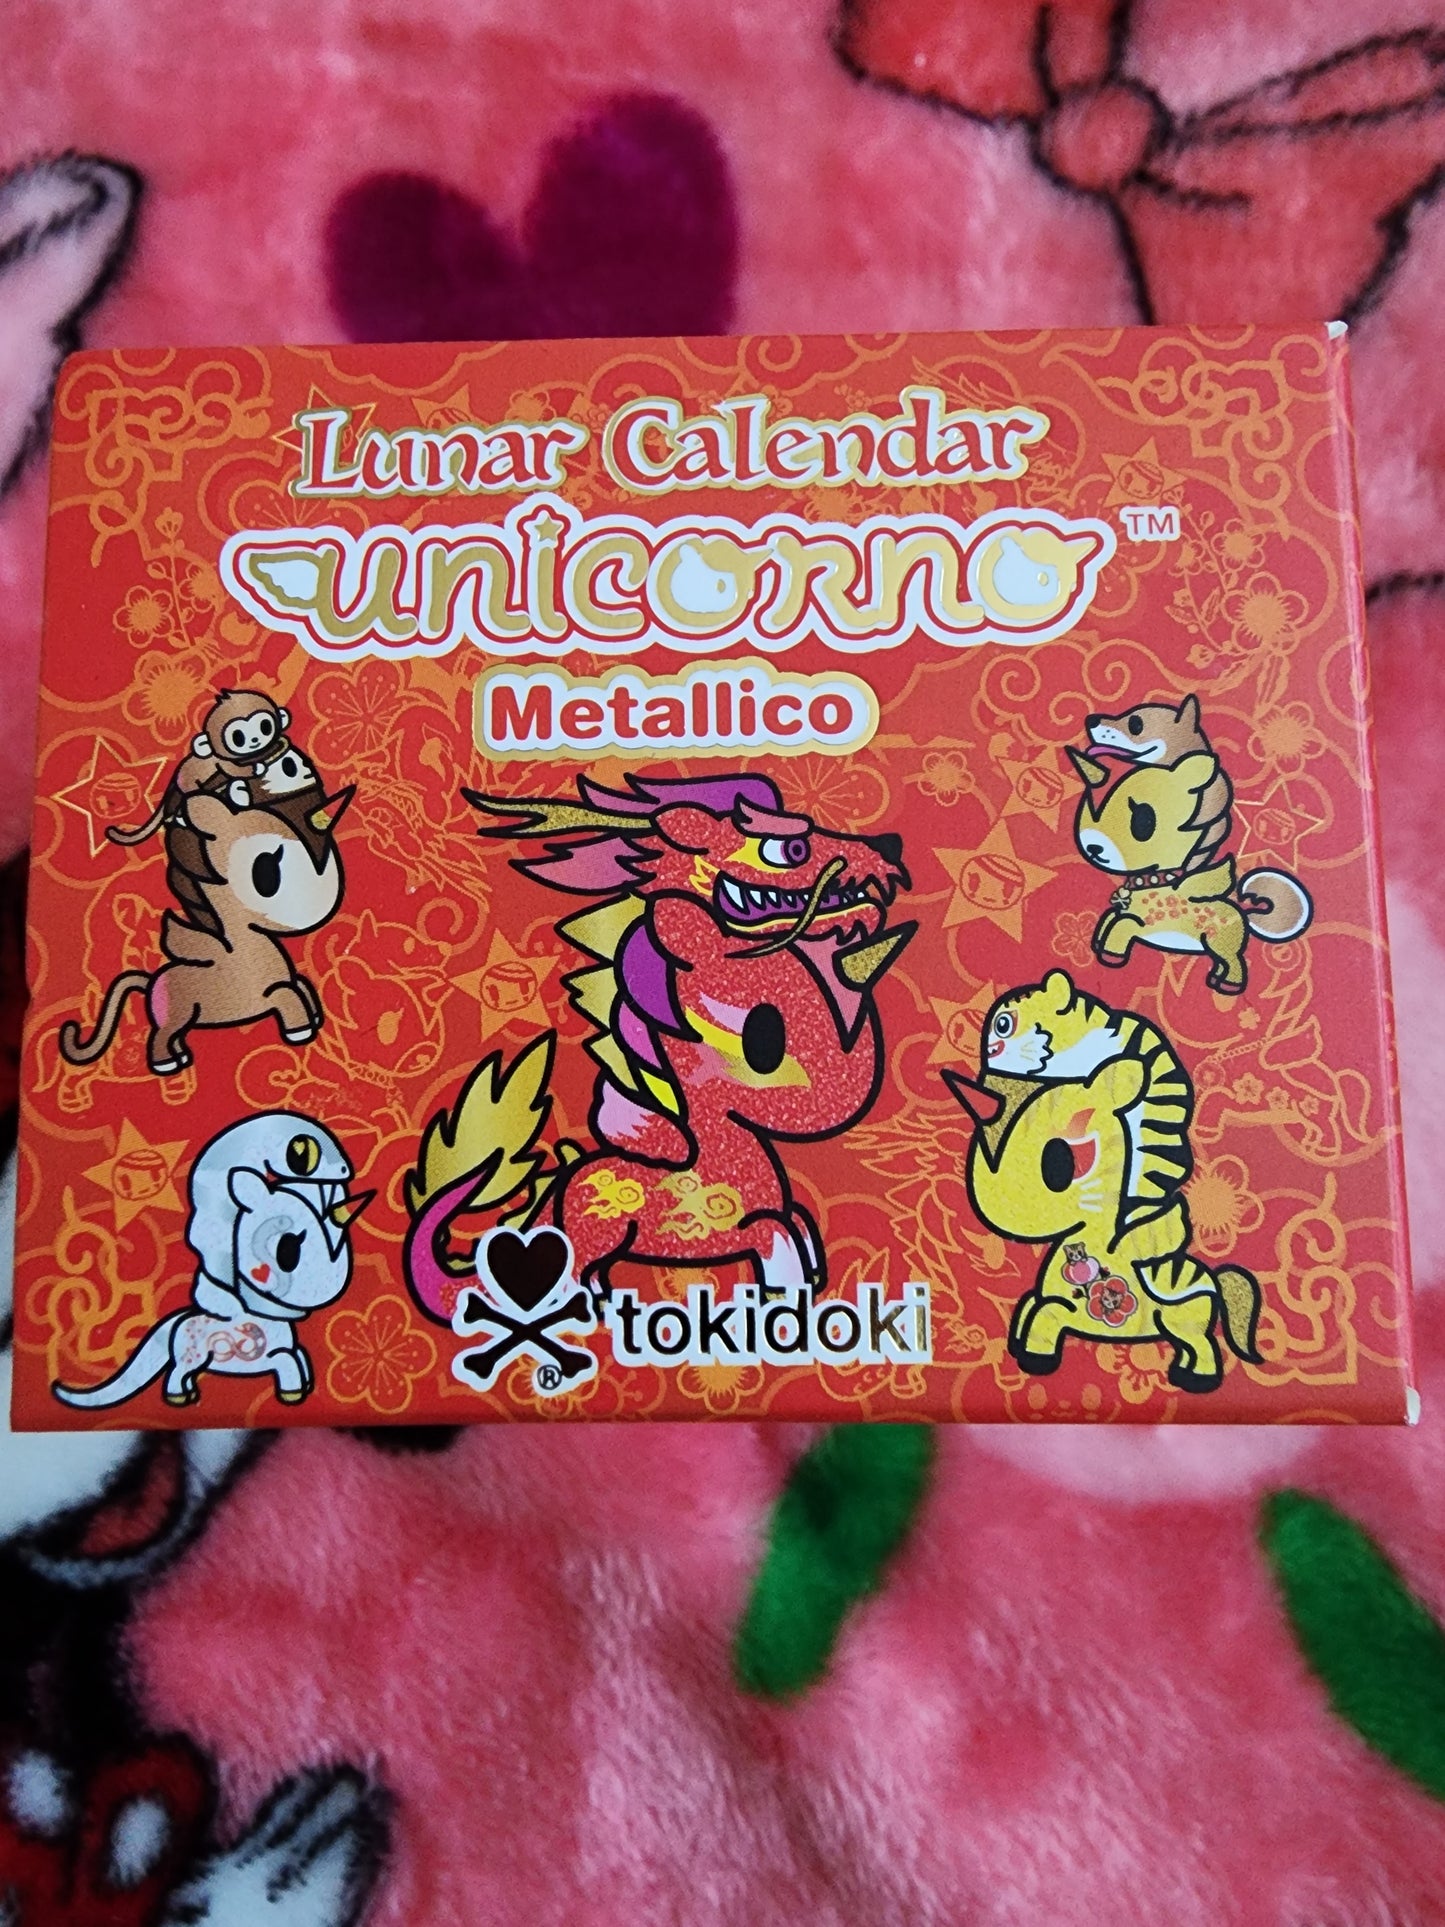 Lunar Calendar
unicorno™
Metallico
tokidoki
®